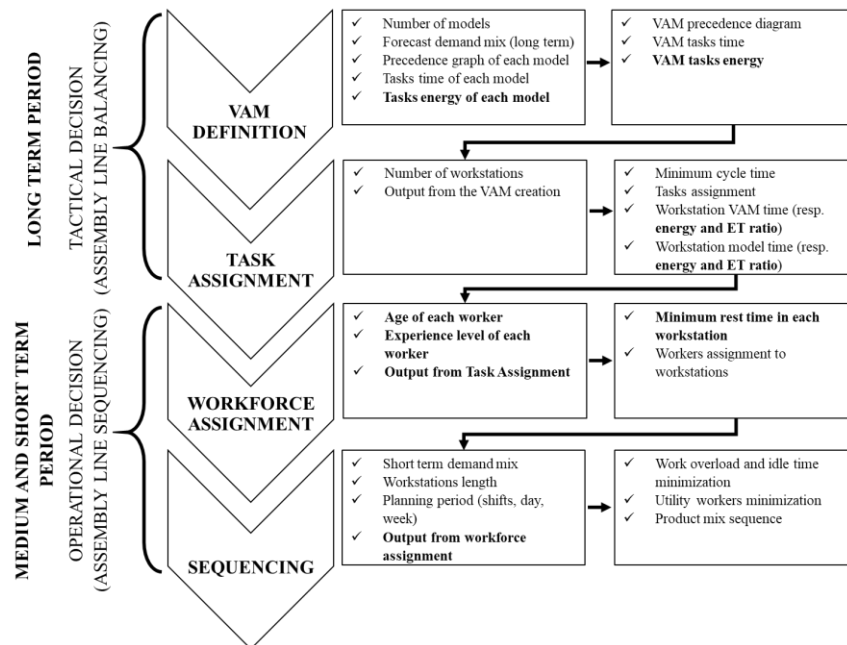 LONG TERM PERIOD
TACTICAL DECISION
(ASSEMBLY LINE BALANCING)
VAM
DEFINITION
✓ Number of models
✓ Forecast demand mix (long term)
✓ Precedence graph of each model
✓ Tasks time of each model
✓ Tasks energy of each model
✓ VAM precedence diagram
✓ VAM tasks time
✓ VAM tasks energy
TASK
ASSIGNMENT
✓ Number of workstations
✓ Output from the VAM creation
✓ Minimum cycle time
✓ Tasks assignment
✓ Workstation VAM time (resp.
energy and ET ratio)
✓ Workstation model time (resp.
energy and ET ratio)
MEDIUM AND SHORT TERM
PERIOD
OPERATIONAL DECISION
(ASSEMBLY LINE SEQUENCING)
WORKFORCE
ASSIGNMENT
✓ Age of each worker
✓ Experience level of each
worker
✓ Output from Task Assignment
✓ Minimum rest time in each
workstation
✓ Workers assignment to
workstations
SEQUENCING
✓ Short term demand mix
✓ Workstations length
✓ Planning period (shifts, day,
week)
✓ Output from workforce
assignment
✓ Work overload and idle time
minimization
✓ Utility workers minimization
✓ Product mix sequence